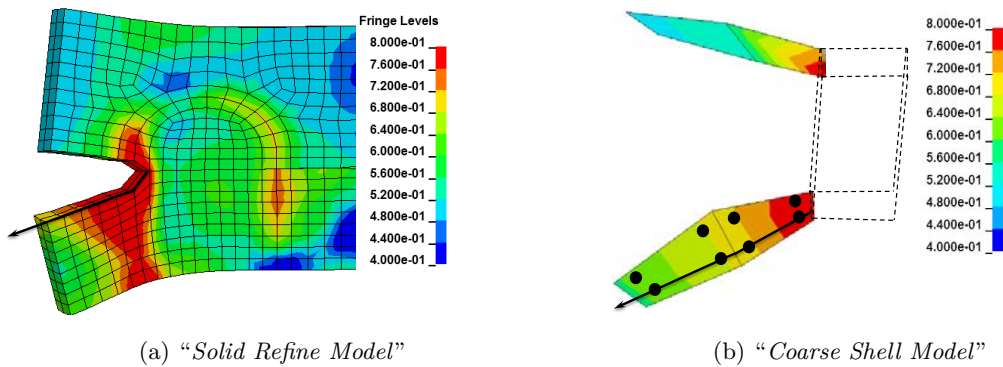 Fringe Levels
8.000e-01
7.600e-01
7.200e-01
6.800e-01
6.400e-01
6.000e-01
5.600e-01
5.200e-01
4.800e-01
4.400e-01
4.000e-01
8.000e-01
7.600e-01
7.200e-01
6.800e-01
6.400e-01
6.000e-01
5.600e-01
5.200e-01
4.800e-01
4.400e-01
4.000e-01
(a) “Solid Refine Model”
(b) “Coarse Shell Model”